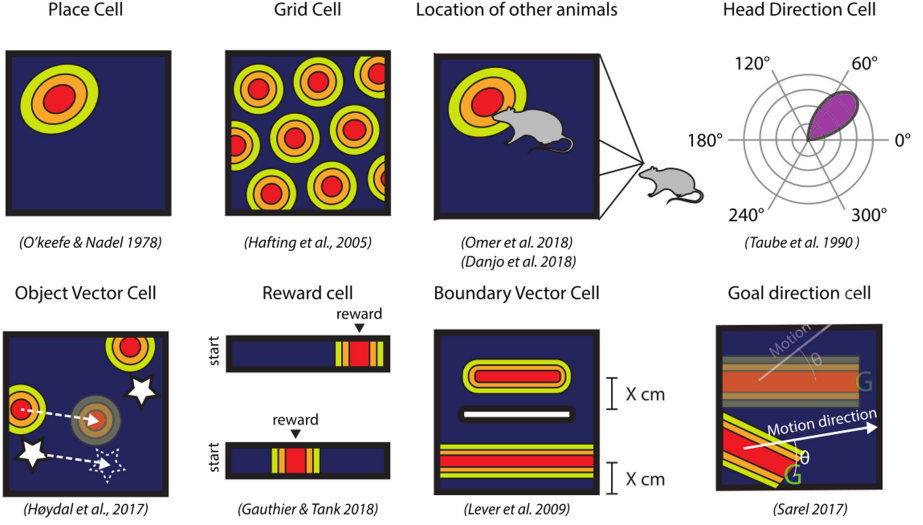 Place Cell
Grid Cell
Location of other animals
Head Direction Cell
120°
60°
180°
0°
240°
300°
(O'keefe & Nadel 1978)
(Hafting et al., 2005)
(Omer et al. 2018)
(Danjo et al. 2018)
(Taube et al. 1990 )
Object Vector Cell
Reward cell
Boundary Vector Cell
Goal direction cell
reward
start
reward
start
X cm
X cm
Motion
θ
G
Motion direction
θ
G
(Høydal et al., 2017)
(Gauthier & Tank 2018)
(Lever et al. 2009)
(Sarel 2017)